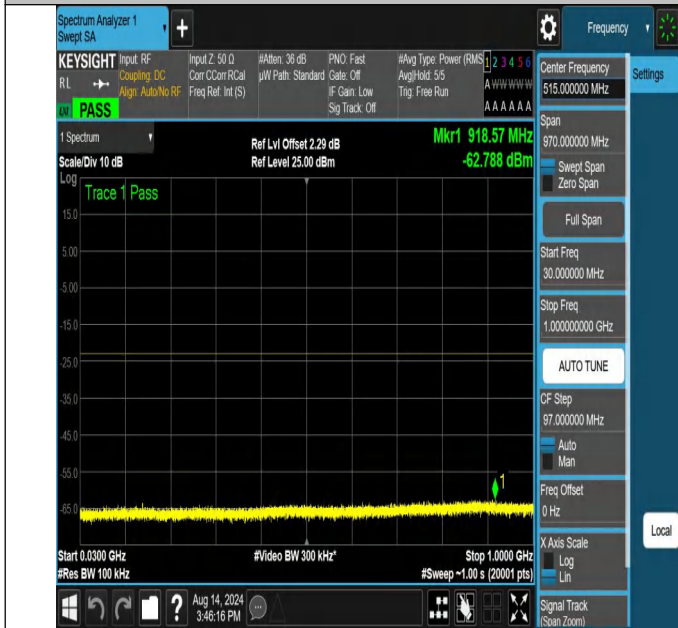 Spectrum Analyzer 1
Swept SA
+
Frequency
KEYSIGHT
RL
PASS
Input: RF
Coupling: DC
Align: Auto/No RF
Input Z: 50 Ω
Corr CCorr RCal
Freq Ref: Int (S)
#Atten: 36 dB
µW Path: Standard
PNO: Fast
Gate: Off
IF Gain: Low
Sig Track: Off
#Avg Type: Power (RMS
Avg|Hold: 5/5
Trig: Free Run
1 2 3 4 5 6
A W W W W W
A A A A A A
1 Spectrum
Scale/Div 10 dB
Ref Lvl Offset 2.29 dB
Ref Level 25.00 dBm
Mkr1 918.57 MHz
-62.788 dBm
Log
Trace 1 Pass
15.0
5.00
-5.00
-15.0
-25.0
-35.0
-45.0
-55.0
-65.0
1
Start 0.0300 GHz
#Res BW 100 kHz
#Video BW 300 kHz*
Stop 1.0000 GHz
#Sweep ~1.00 s (20001 pts)
?
Aug 14, 2024
3:46:16 PM
Center Frequency
515.000000 MHz
Settings
Span
970.000000 MHz
Swept Span
Zero Span
Full Span
Start Freq
30.000000 MHz
Stop Freq
1.000000000 GHz
AUTO TUNE
CF Step
97.000000 MHz
Auto
Man
Freq Offset
0 Hz
Local
X Axis Scale
Log
Lin
Signal Track
(Span Zoom)